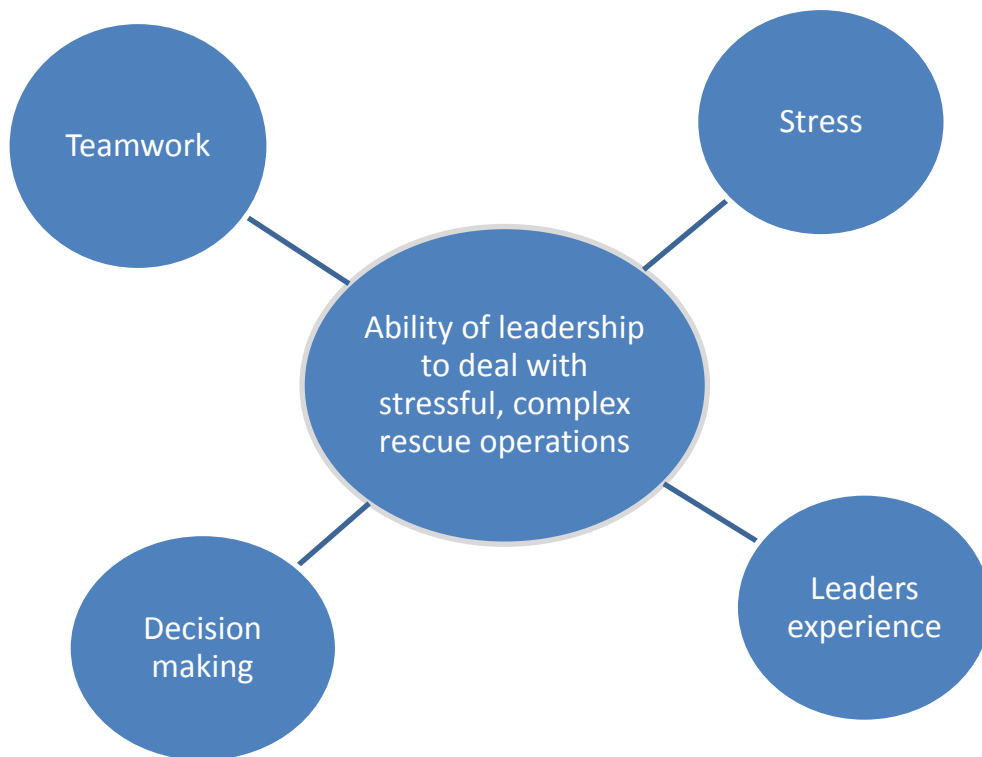 Teamwork
Stress
Ability of leadership
to deal with
stressful, complex
rescue operations
Decision
making
Leaders
experience